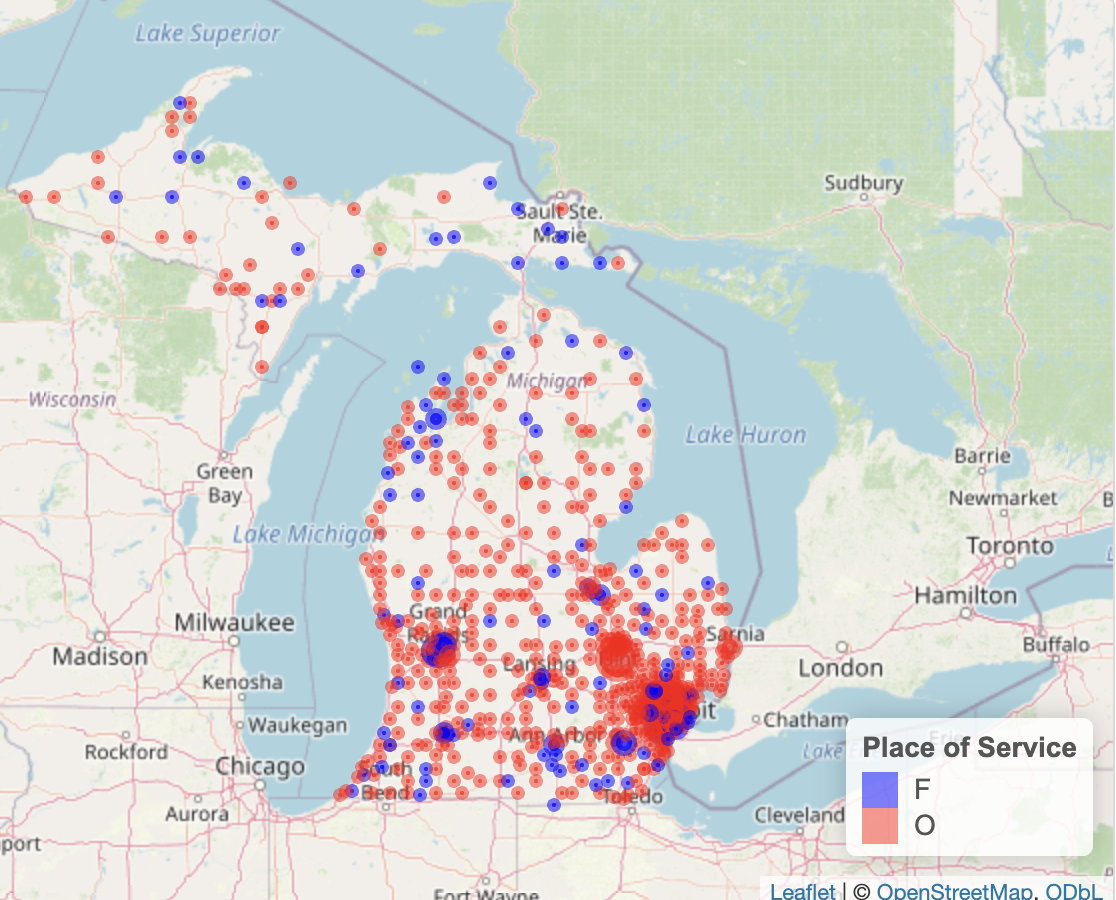 Lake Superior
Sudbury
Sault Ste.
Marie
Michigan
Wisconsin
Lake Huron
Green
Bay
Barrie
Newmarket
B
Lake Michigan
Toronto
L
Hamilton
Grand
Rapids
Milwaukee
Sarnia
Buffalo
Madison
Lansing
London
Kenosha
it
Waukegan
Ann Arbor
Chatham
Rockford
Lake Erie
Place of Service
Chicago
South
Bend
F
Toledo
Aurora
Cleveland
O
port
Fort Wayne
Leaflet | © OpenStreetMap, ODbL